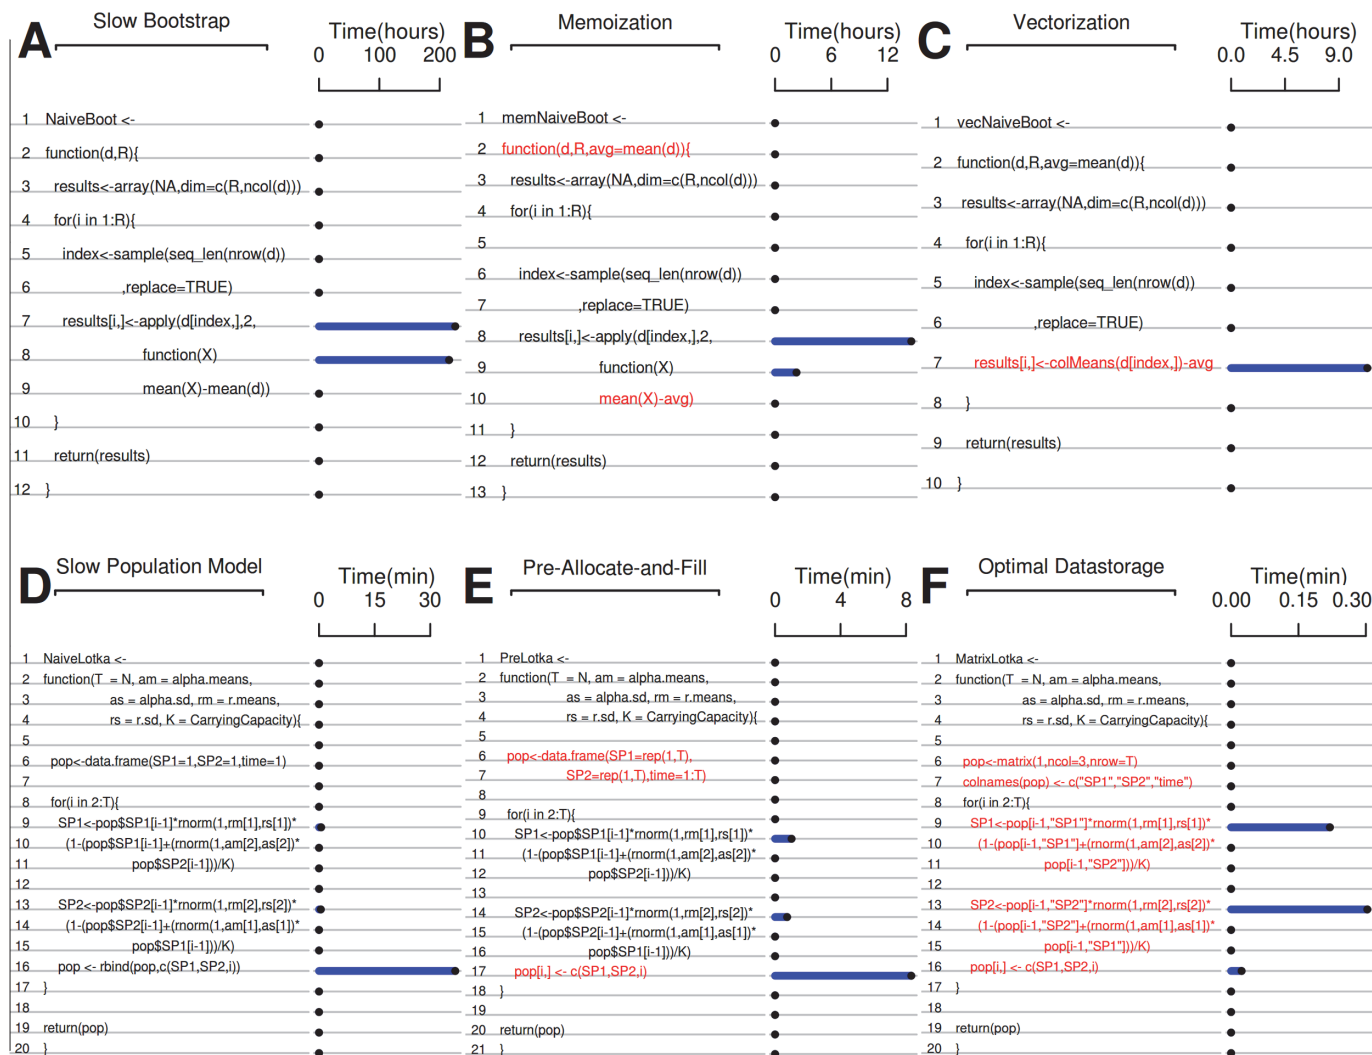 A
Slow Bootstrap
Time(hours)
0 100 200
1 NaiveBoot <-
2 function(d,R){
3 results<-array(NA,dim=c(R,ncol(d)))
4 for(i in 1:R){
5 index<-sample(seq_len(nrow(d))
6 ,replace=TRUE)
7 results[i,]<-apply(d[index,],2,
8 function(X)
9 mean(X)-mean(d))
10 }
11 return(results)
12 }
B
Memoization
Time(hours)
0 6 12
1 memNaiveBoot <-
2 function(d,R,avg=mean(d)){
3 results<-array(NA,dim=c(R,ncol(d)))
4 for(i in 1:R){
5
6 index<-sample(seq_len(nrow(d))
7 ,replace=TRUE)
8 results[i,]<-apply(d[index,],2,
9 function(X)
10 mean(X)-avg)
11 }
12 return(results)
13 }
C
Vectorization
Time(hours)
0.0 4.5 9.0
1 vecNaiveBoot <-
2 function(d,R,avg=mean(d)){
3 results<-array(NA,dim=c(R,ncol(d)))
4 for(i in 1:R){
5 index<-sample(seq_len(nrow(d))
6 ,replace=TRUE)
7 results[i,]<-colMeans(d[index,])-avg
8 }
9 return(results)
10 }
D
Slow Population Model
Time(min)
0 15 30
1 NaiveLotka <-
2 function(T = N, am = alpha.means,
3 as = alpha.sd, rm = r.means,
4 rs = r.sd, K = CarryingCapacity){
5
6 pop<-data.frame(SP1=1,SP2=1,time=1)
7
8 for(i in 2:T){
9 SP1<-pop$SP1[i-1]*rnorm(1,rm[1],rs[1])*
10 (1-(pop$SP1[i-1]+(rnorm(1,am[2],as[2])*
11 pop$SP2[i-1]))/K)
12
13 SP2<-pop$SP2[i-1]*rnorm(1,rm[2],rs[2])*
14 (1-(pop$SP2[i-1]+(rnorm(1,am[1],as[1])*
15 pop$SP1[i-1]))/K)
16 pop <- rbind(pop,c(SP1,SP2,i))
17 }
18
19 return(pop)
20 }
E
Pre-Allocate-and-Fill
Time(min)
0 4 8
1 PreLotka <-
2 function(T = N, am = alpha.means,
3 as = alpha.sd, rm = r.means,
4 rs = r.sd, K = CarryingCapacity){
5
6 pop<-data.frame(SP1=rep(1,T),
7 SP2=rep(1,T),time=1:T)
8
9 for(i in 2:T){
10 SP1<-pop$SP1[i-1]*rnorm(1,rm[1],rs[1])*
11 (1-(pop$SP1[i-1]+(rnorm(1,am[2],as[2])*
12 pop$SP2[i-1]))/K)
13
14 SP2<-pop$SP2[i-1]*rnorm(1,rm[2],rs[2])*
15 (1-(pop$SP2[i-1]+(rnorm(1,am[1],as[1])*
16 pop$SP1[i-1]))/K)
17 pop[i,] <- c(SP1,SP2,i)
18 }
19
20 return(pop)
21 }
F
Optimal Datastorage
Time(min)
0.00 0.15 0.30
1 MatrixLotka <-
2 function(T = N, am = alpha.means,
3 as = alpha.sd, rm = r.means,
4 rs = r.sd, K = CarryingCapacity){
5
6 pop<-matrix(1,ncol=3,nrow=T)
7 colnames(pop) <- c("SP1","SP2","time")
8 for(i in 2:T){
9 SP1<-pop[i-1,"SP1"]*rnorm(1,rm[1],rs[1])*
10 (1-(pop[i-1,"SP1"]+(rnorm(1,am[2],as[2])*
11 pop[i-1,"SP2"]))/K)
12
13 SP2<-pop[i-1,"SP2"]*rnorm(1,rm[2],rs[2])*
14 (1-(pop[i-1,"SP2"]+(rnorm(1,am[1],as[1])*
15 pop[i-1,"SP1"]))/K)
16 pop[i,] <- c(SP1,SP2,i)
17 }
18
19 return(pop)
20 }